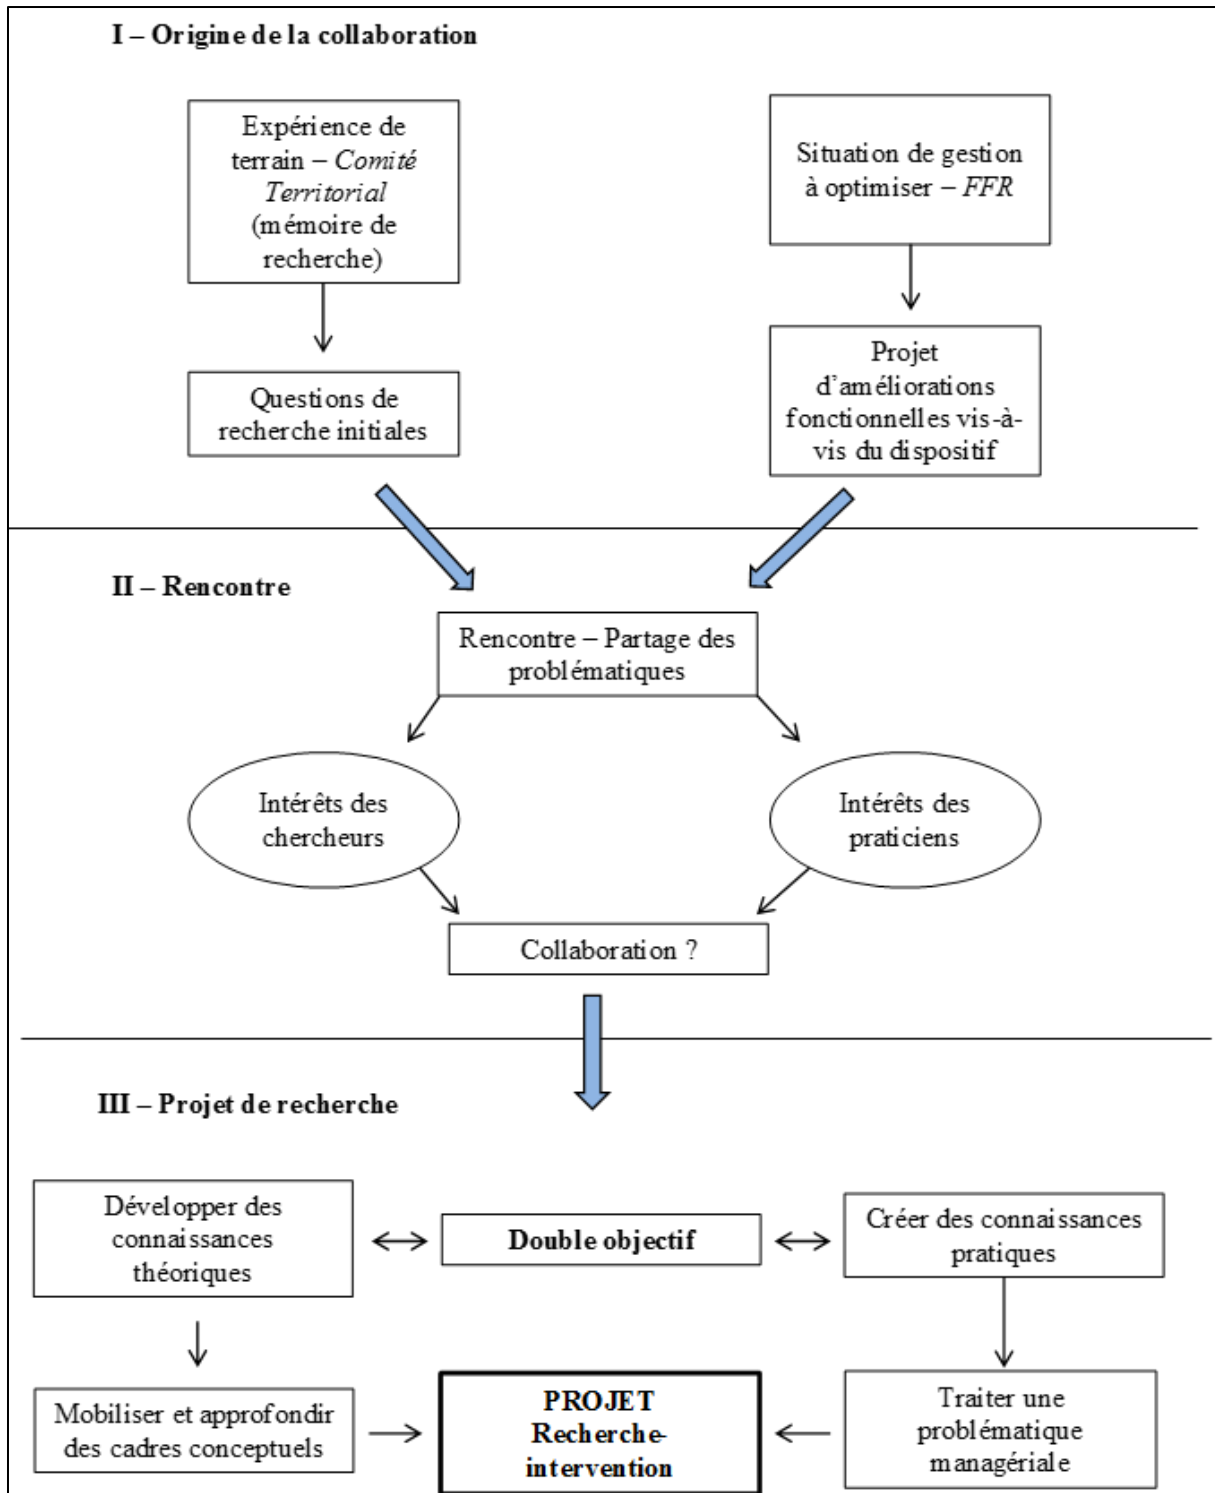 I – Origine de la collaboration
Expérience de
terrain – Comité
Territorial
(mémoire de
recherche)
Situation de gestion
à optimiser – FFR
Questions de
recherche initiales
Projet
d'améliorations
fonctionnelles vis-à-
vis du dispositif
II – Rencontre
Rencontre – Partage des
problématiques
Intérêts des
chercheurs
Intérêts des
praticiens
Collaboration ?
III – Projet de recherche
Développer des
connaissances
théoriques
Double objectif
Créer des connaissances
pratiques
Mobiliser et approfondir
des cadres conceptuels
PROJET
Recherche-
intervention
Traiter une
problématique
managériale